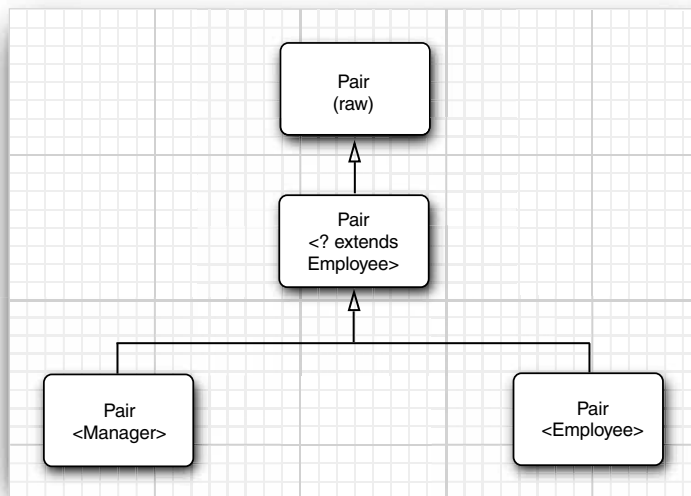 Pair
(raw)
Pair
<? extends
Employee>
Pair
<Manager>
Pair
<Employee>